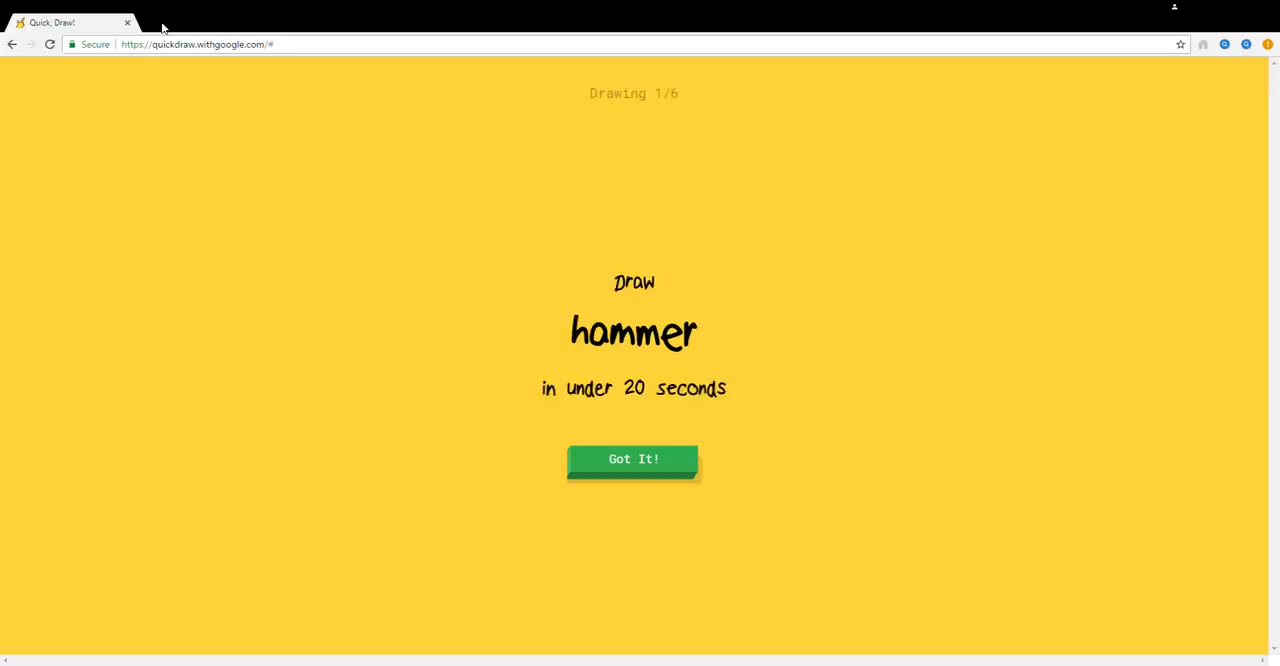 Quick, Draw!
Secure https://quickdraw.withgoogle.com/#
Drawing 1/6
Draw
hammer
in under 20 seconds
Got It!